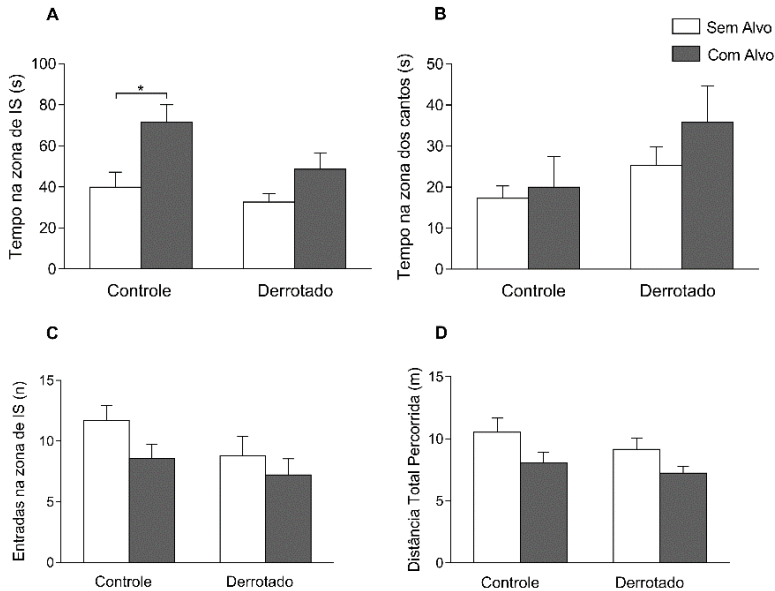 A
B
Sem Alvo
Com Alvo
Tempo na zona de IS (s)
100
80
60
40
20
0
*
Controle
Derrotado
Tempo na zona dos cantos (s)
50
40
30
20
10
0
Controle
Derrotado
C
D
Entradas na zona de IS (n)
15
10
5
0
Controle
Derrotado
Distância Total Percorrida (m)
15
10
5
0
Controle
Derrotado